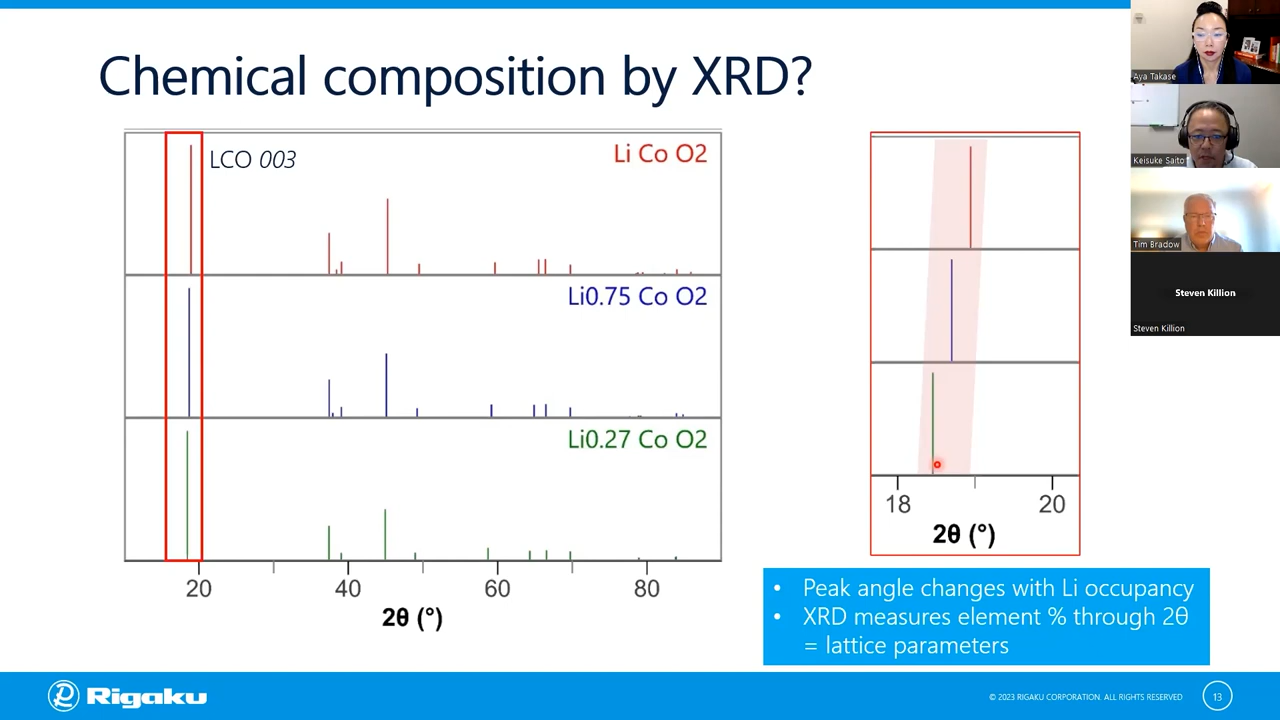 Chemical composition by XRD?
LCO 003
Li Co O2
Li0.75 Co O2
Li0.27 Co O2
20
40
60
80
2θ (°)
18
20
2θ (°)
• Peak angle changes with Li occupancy
• XRD measures element % through 2θ
= lattice parameters
Rigaku
© 2023 RIGAKU CORPORATION. ALL RIGHTS RESERVED
13
Aya Takase
Keisuke Saito
Tim Bradow
Steven Killion
Steven Killion